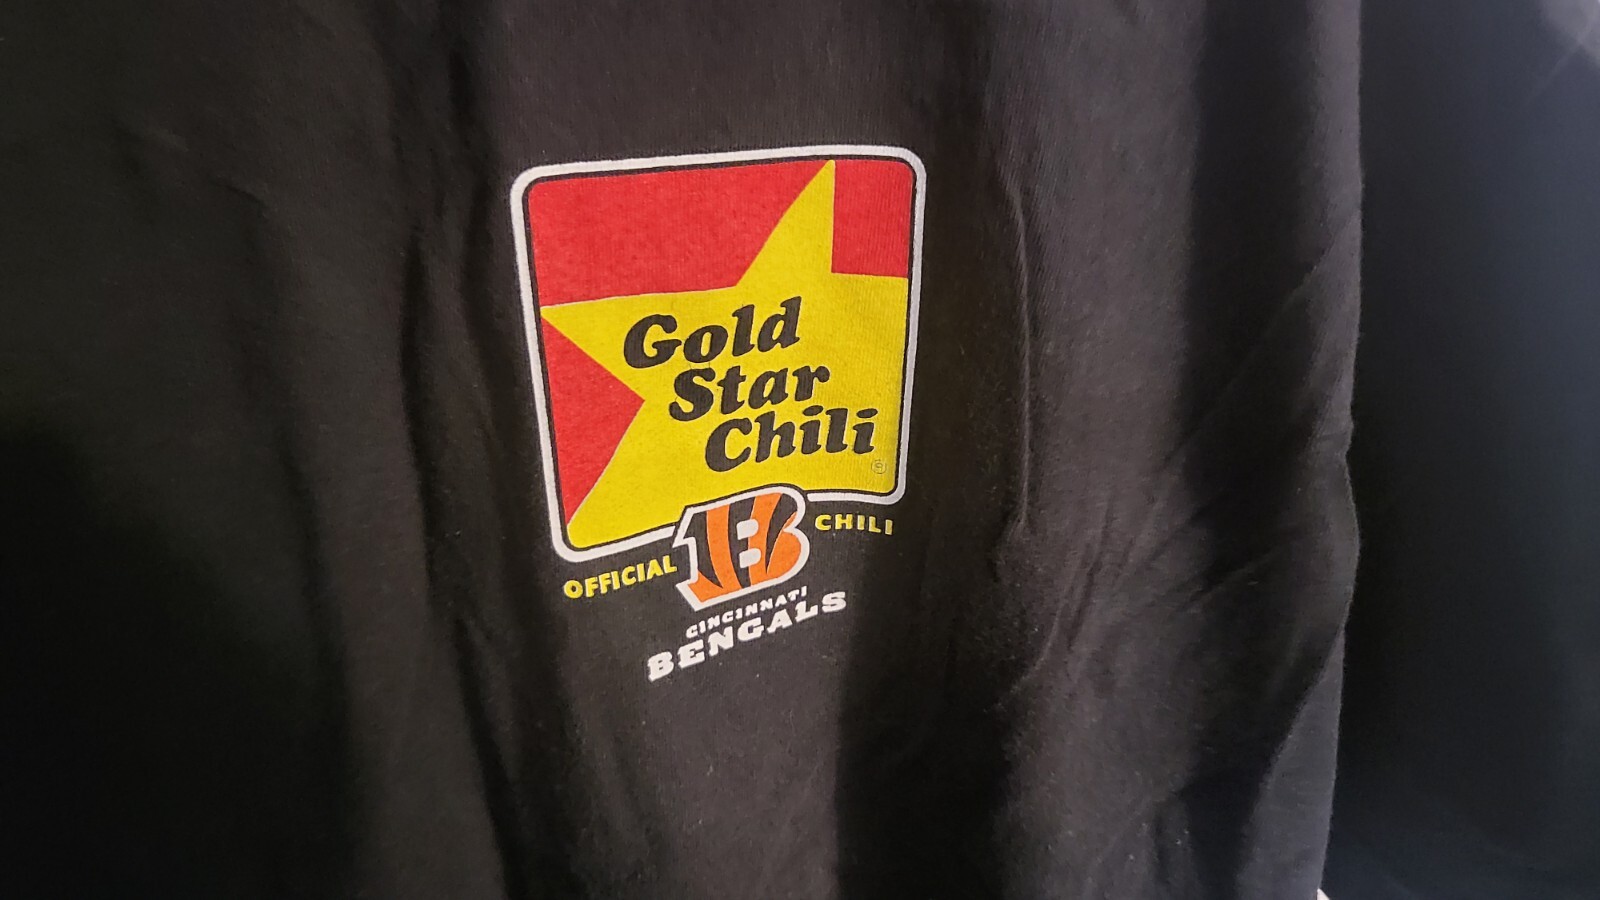 Gold
Star
Chili
®
OFFICIAL B CHILI
CINCINNATI
BENGALS